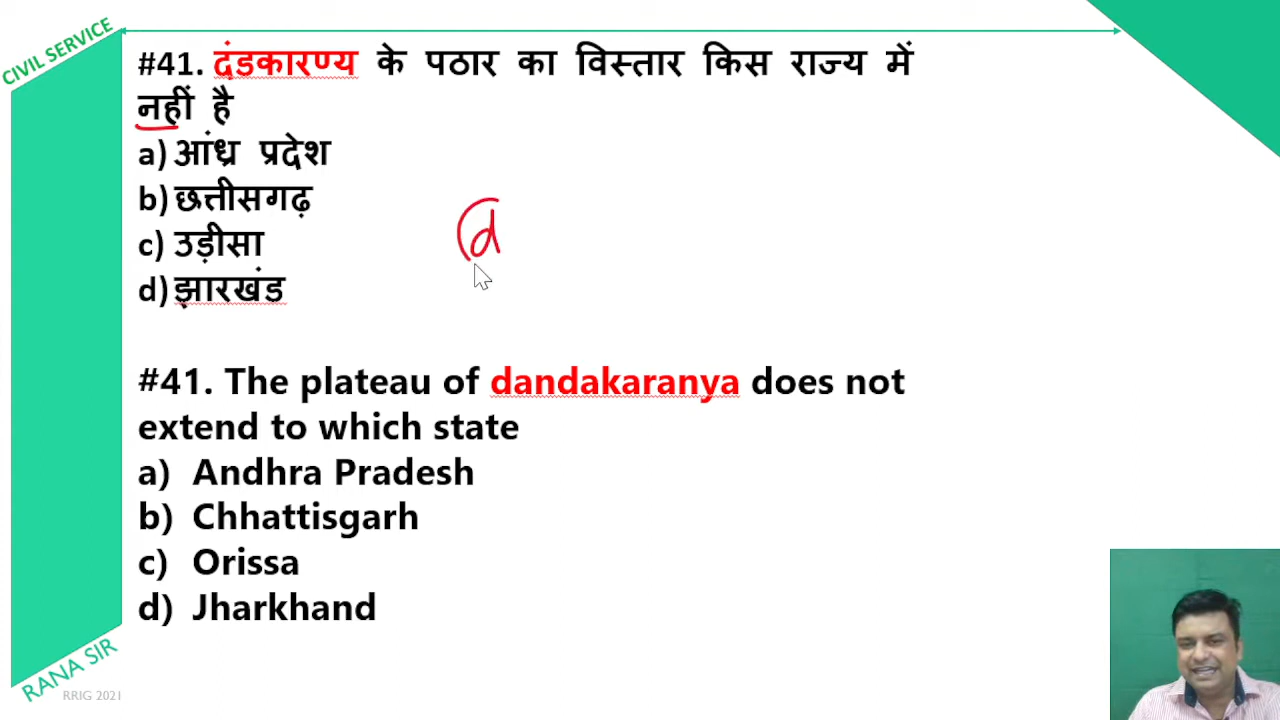 CIVIL SERVICE
#41. दंडकारण्य के पठार का विस्तार किस राज्य में
नहीं है
a) आंध्र प्रदेश
b) छत्तीसगढ़
c) उड़ीसा
d) झारखंड
d
#41. The plateau of dandakaranya does not
extend to which state
a) Andhra Pradesh
b) Chhattisgarh
c) Orissa
d) Jharkhand
RANA SIR
RRIG 2021